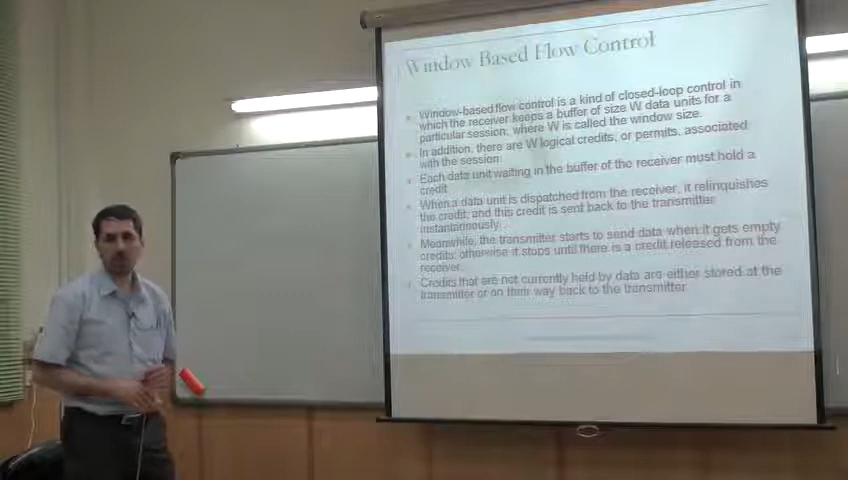 Window Based Flow Control
Window-based flow control is a kind of closed-loop control in
which the receiver keeps a buffer of size W data units for a
particular session, where W is called the window size.
In addition, there are W logical credits, or permits, associated
with the session.
Each data unit waiting in the buffer of the receiver must hold a
credit
When a data unit is dispatched from the receiver, it relinquishes
the credit, and this credit is sent back to the transmitter
instantaneously.
Meanwhile, the transmitter starts to send data when it gets empty
credits; otherwise it stops until there is a credit released from the
receiver.
Credits that are not currently held by data are either stored at the
transmitter or on their way back to the transmitter